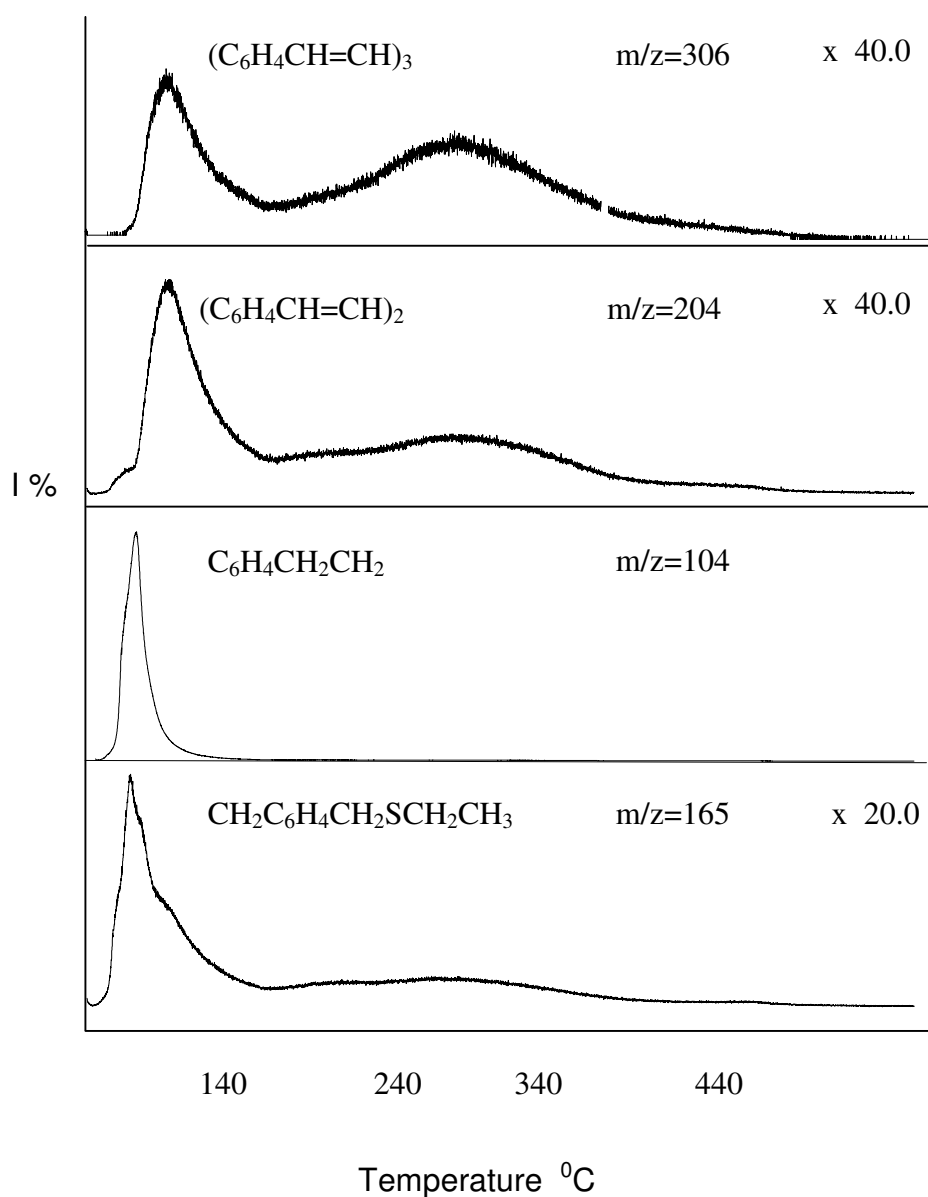 (C₆H₄CH=CH)₃ m/z=306 x 40.0
(C₆H₄CH=CH)₂ m/z=204 x 40.0
I %
C₆H₄CH₂CH₂ m/z=104
CH₂C₆H₄CH₂SCH₂CH₃ m/z=165 x 20.0
140 240 340 440
Temperature ⁰C